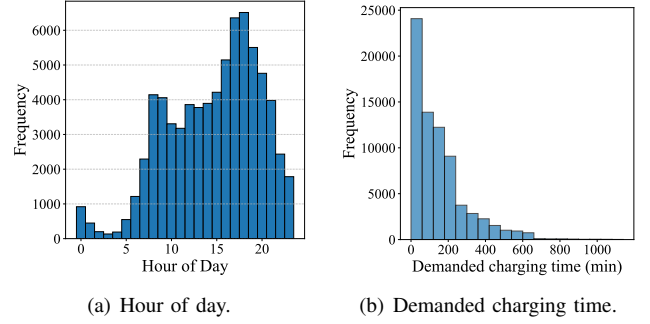 6000
5000
4000
3000
2000
1000
0
Frequency
0 5 10 15 20
Hour of Day
(a) Hour of day.
25000
20000
15000
10000
5000
0
Frequency
0 200 400 600 800 1000
Demanded charging time (min)
(b) Demanded charging time.